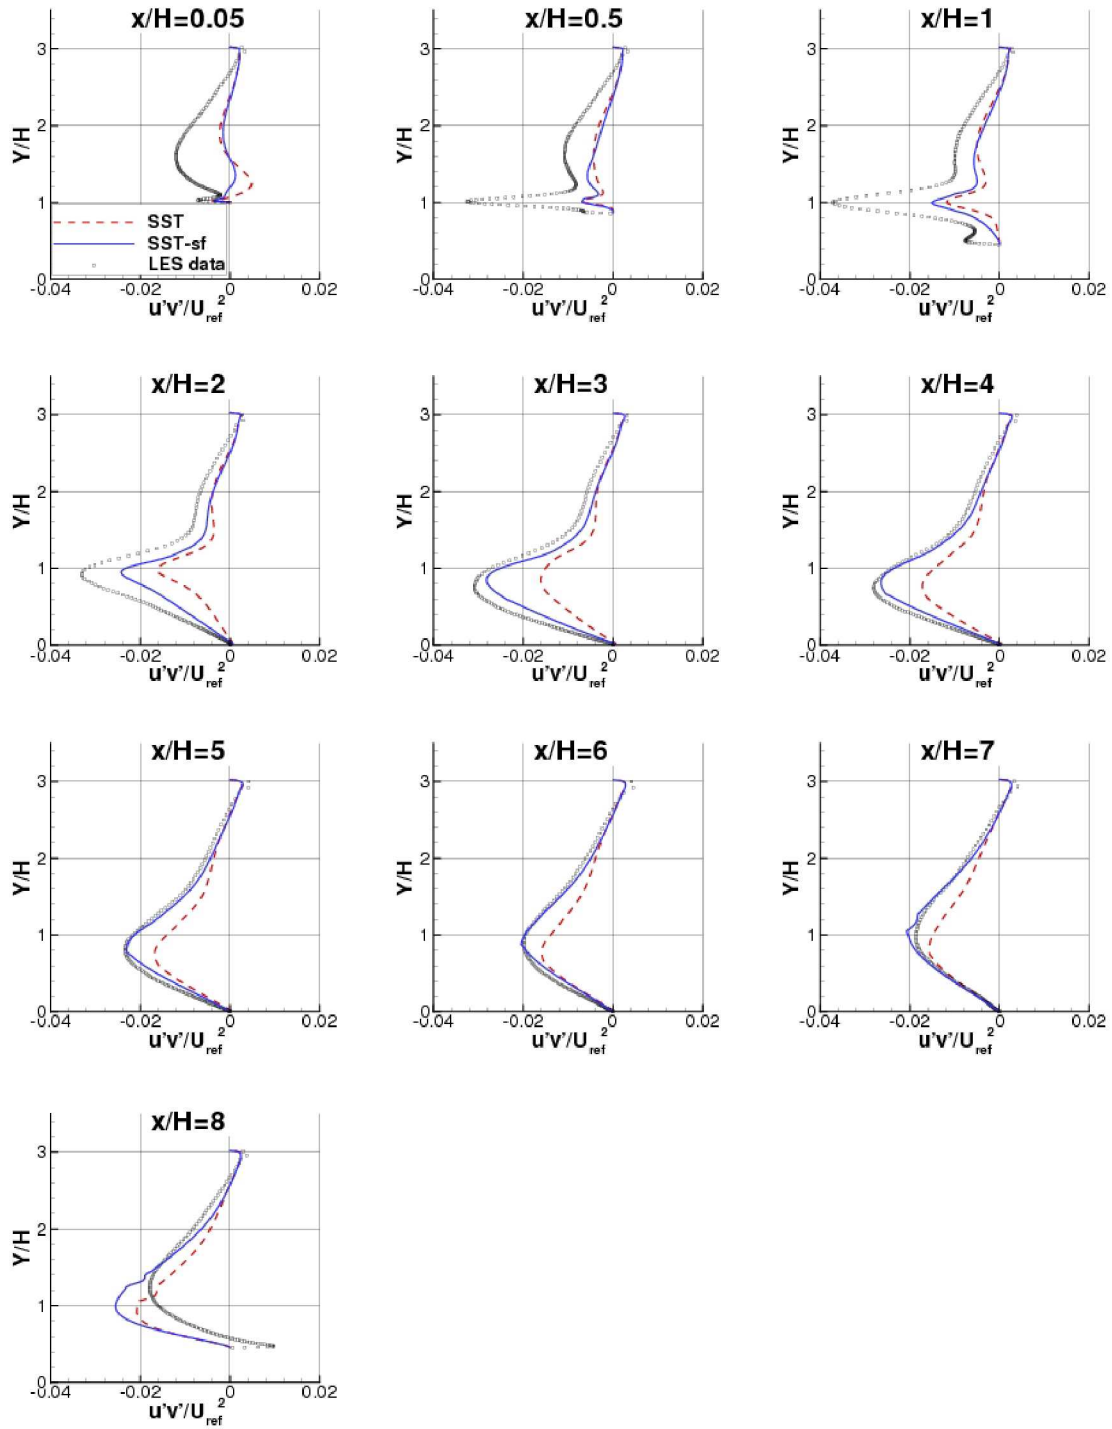 x/H=0.05 x/H=0.5 x/H=1
3 3 3
2 2 2
Y/H Y/H Y/H
1 1 1
SST
SST-sf
LES data
0 0 0
-0.04 -0.02 0 0.02 -0.04 -0.02 0 0.02 -0.04 -0.02 0 0.02
u'v'/U_ref^2 u'v'/U_ref^2 u'v'/U_ref^2
x/H=2 x/H=3 x/H=4
3 3 3
2 2 2
Y/H Y/H Y/H
1 1 1
0 0 0
-0.04 -0.02 0 0.02 -0.04 -0.02 0 0.02 -0.04 -0.02 0 0.02
u'v'/U_ref^2 u'v'/U_ref^2 u'v'/U_ref^2
x/H=5 x/H=6 x/H=7
3 3 3
2 2 2
Y/H Y/H Y/H
1 1 1
0 0 0
-0.04 -0.02 0 0.02 -0.04 -0.02 0 0.02 -0.04 -0.02 0 0.02
u'v'/U_ref^2 u'v'/U_ref^2 u'v'/U_ref^2
x/H=8
3
2
Y/H
1
0
-0.04 -0.02 0 0.02
u'v'/U_ref^2